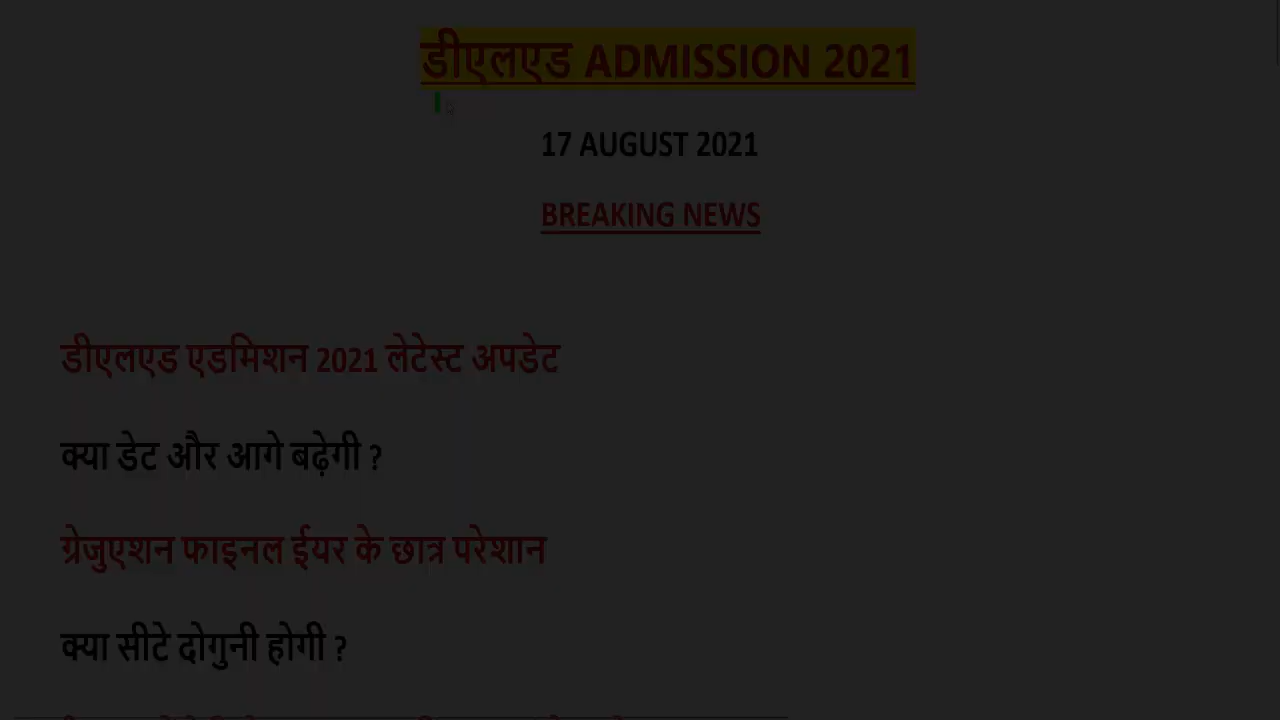 डीएलएड ADMISSION 2021
17 AUGUST 2021
BREAKING NEWS
डीएलएड एडमिशन 2021 लेटेस्ट अपडेट
क्या डेट और आगे बढ़ेगी ?
ग्रेजुएशन फाइनल ईयर के छात्र परेशान
क्या सीटे दोगुनी होगी ?